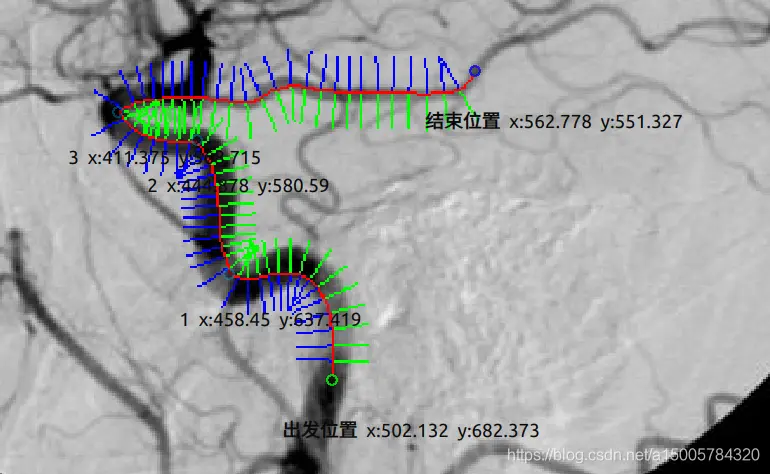 结束位置 x:562.778 y:551.327
3 x:411.375 715
2 x:444.378 y:580.59
1 x:458.45 y:637.419
出发位置 x:502.132 y:682.373
https://blog.csdn.net/a15005784320